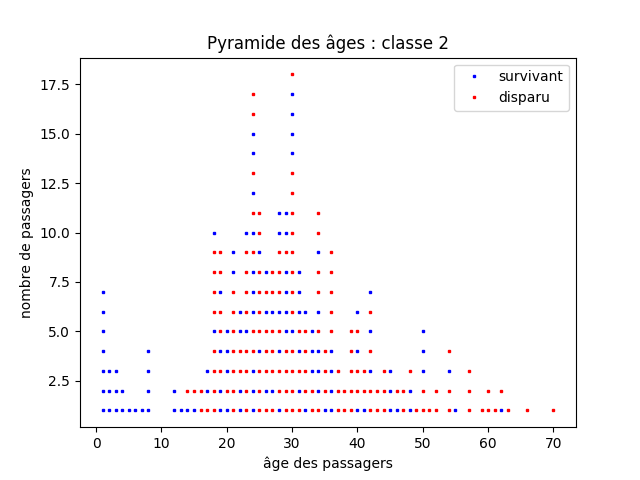 Pyramide des âges : classe 2
survivant
disparu
nombre de passagers
17.5
15.0
12.5
10.0
7.5
5.0
2.5
0 10 20 30 40 50 60 70
âge des passagers